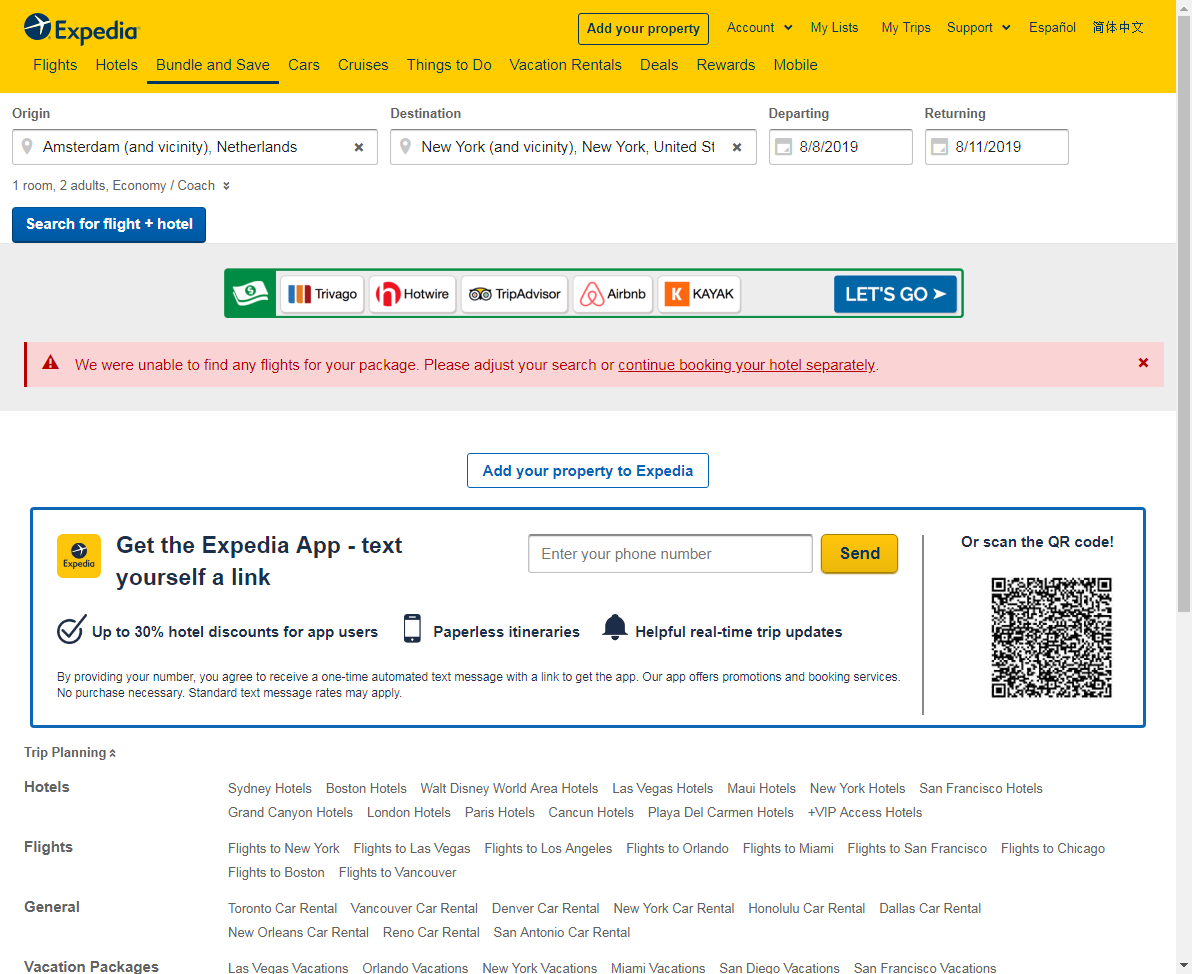 Expedia
Add your property Account My Lists My Trips Support Español 简体中文
Flights Hotels Bundle and Save Cars Cruises Things to Do Vacation Rentals Deals Rewards Mobile
Origin Destination Departing Returning
Amsterdam (and vicinity), Netherlands New York (and vicinity), New York, United St 8/8/2019 8/11/2019
1 room, 2 adults, Economy / Coach
Search for flight + hotel
Trivago Hotwire TripAdvisor Airbnb KAYAK LET'S GO
We were unable to find any flights for your package. Please adjust your search or continue booking your hotel separately.
Add your property to Expedia
Get the Expedia App - text
yourself a link
Expedia
Enter your phone number Send
Or scan the QR code!
Up to 30% hotel discounts for app users Paperless itineraries Helpful real-time trip updates
By providing your number, you agree to receive a one-time automated text message with a link to get the app. Our app offers promotions and booking services.
No purchase necessary. Standard text message rates may apply.
Trip Planning
Hotels Sydney Hotels Boston Hotels Walt Disney World Area Hotels Las Vegas Hotels Maui Hotels New York Hotels San Francisco Hotels
Grand Canyon Hotels London Hotels Paris Hotels Cancun Hotels Playa Del Carmen Hotels +VIP Access Hotels
Flights Flights to New York Flights to Las Vegas Flights to Los Angeles Flights to Orlando Flights to Miami Flights to San Francisco Flights to Chicago
Flights to Boston Flights to Vancouver
General Toronto Car Rental Vancouver Car Rental Denver Car Rental New York Car Rental Honolulu Car Rental Dallas Car Rental
New Orleans Car Rental Reno Car Rental San Antonio Car Rental
Vacation Packages Las Vegas Vacations Orlando Vacations New York Vacations Miami Vacations San Diego Vacations San Francisco Vacations